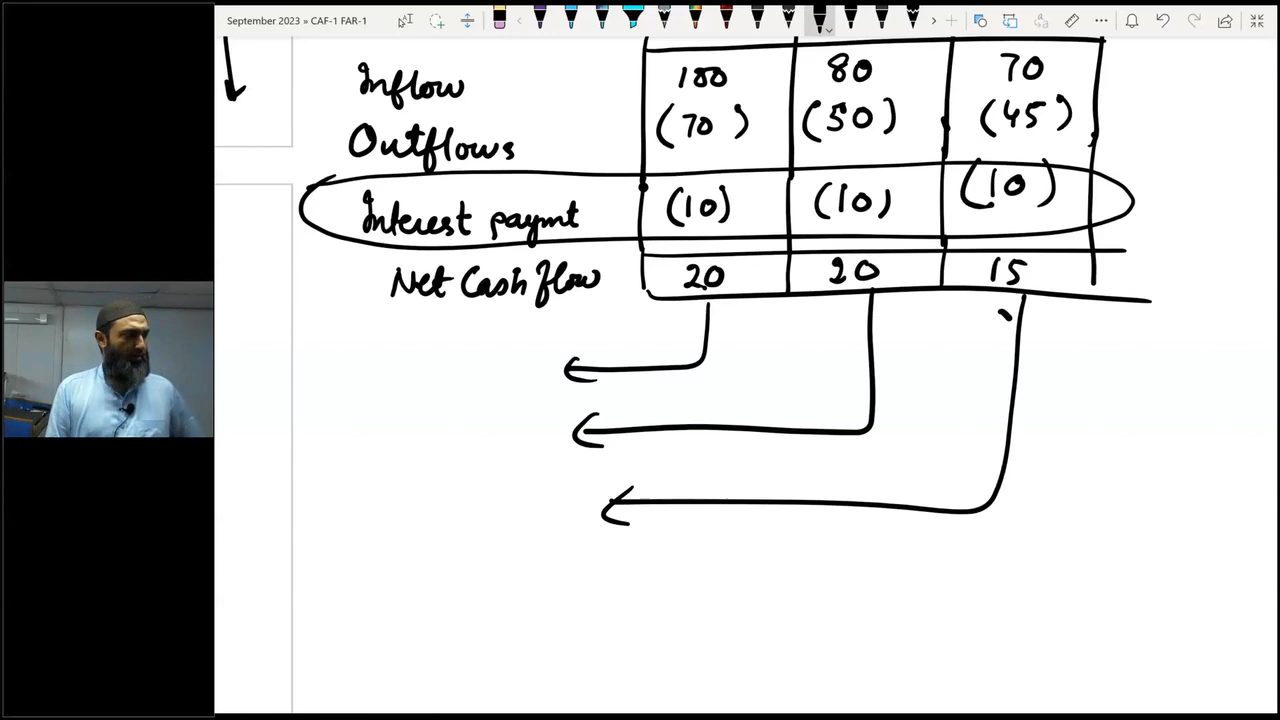 September 2023 » CAF-1 FAR-1
Inflow 100 80 70
Outflows (70) (50) (45)
Interest paymt (10) (10) (10)
Net Cash flow 20 20 15